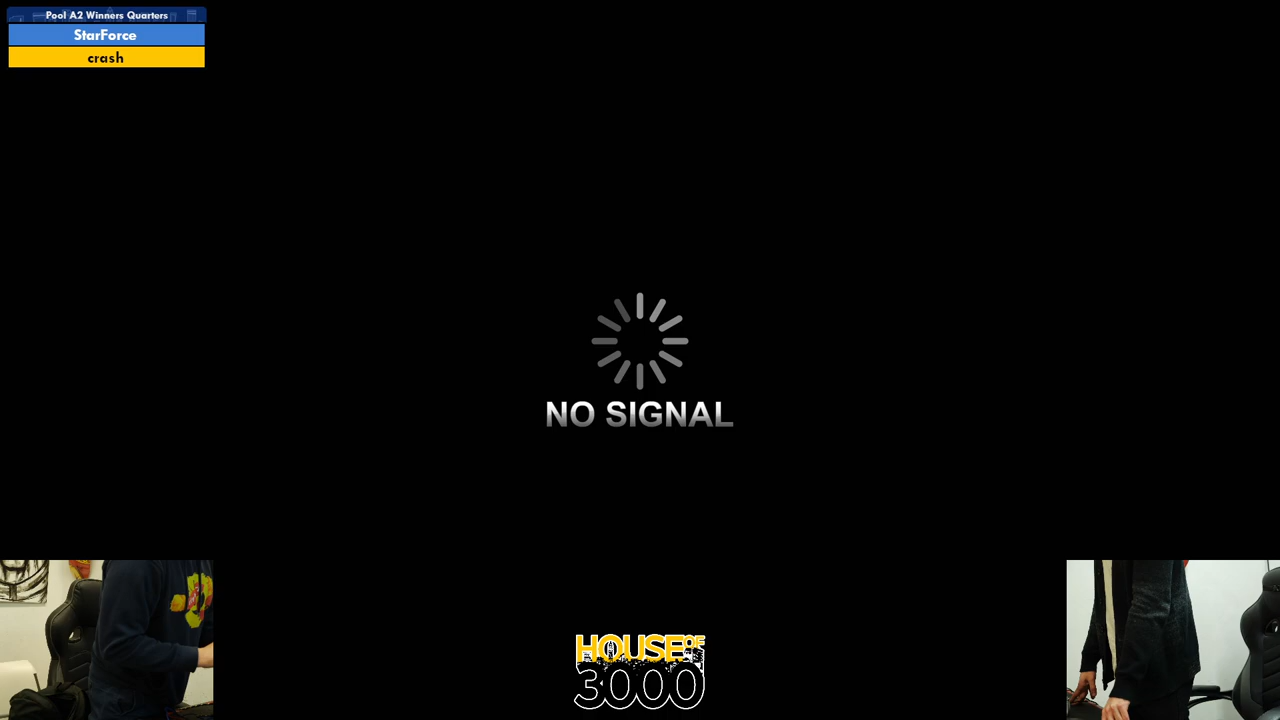 Pool A2 Winners Quarters
StarForce
crash
NO SIGNAL
HOUSE OF
3000